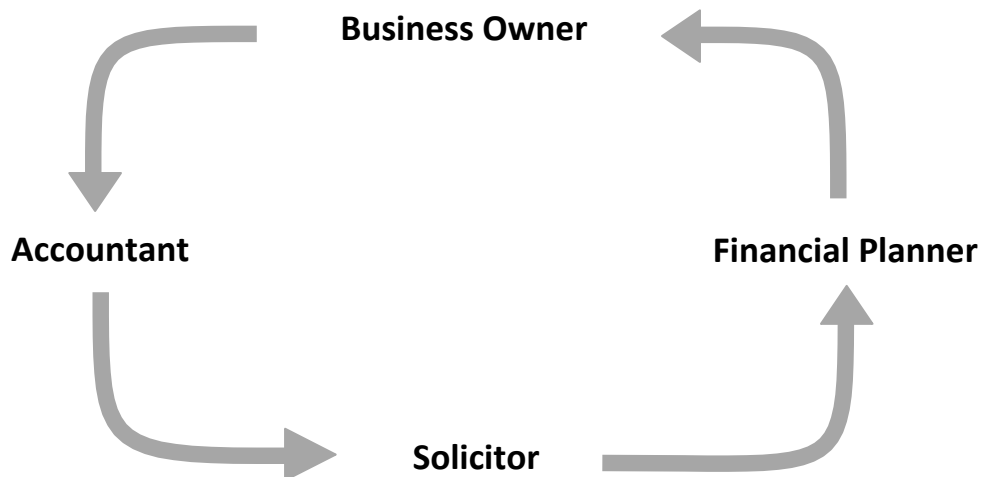 Business Owner
Accountant
Financial Planner
Solicitor